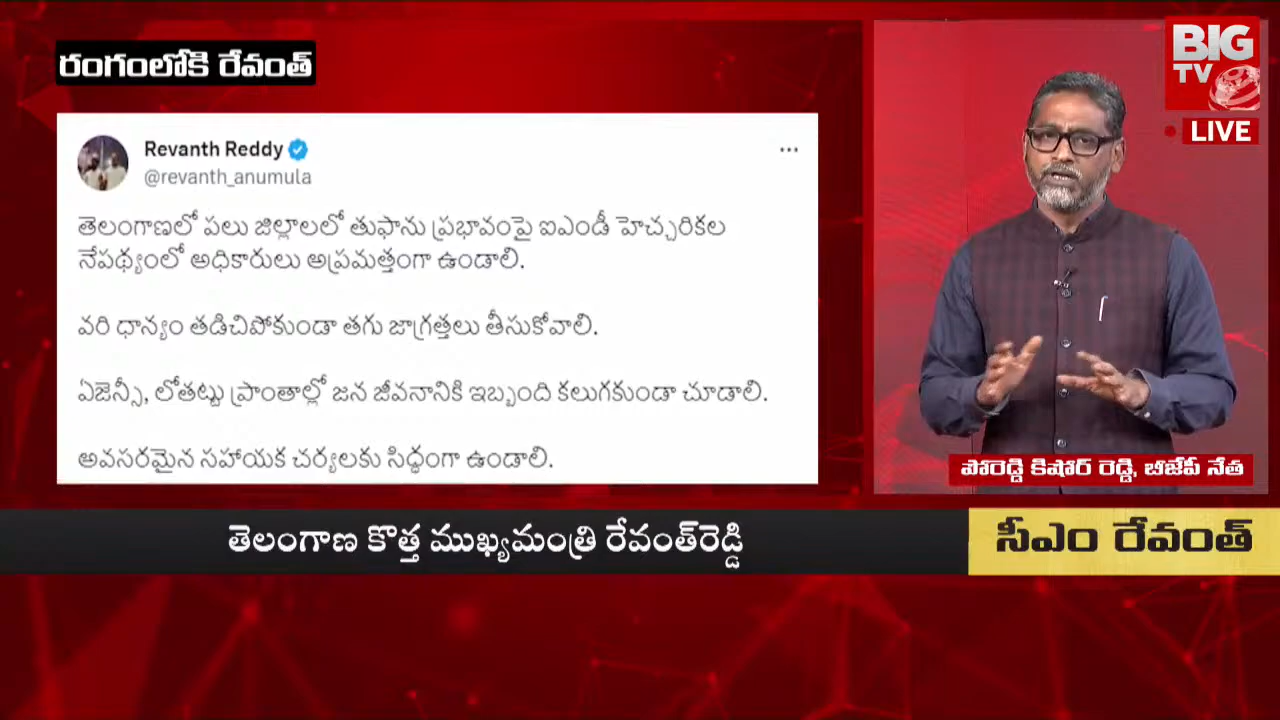 రంగంలోకి రేవంత్
BIG
TV
LIVE
Revanth Reddy
@revanth_anumula
తెలంగాణలో పలు జిల్లాలలో తుఫాను ప్రభావంపై ఐఎండీ హెచ్చరికల
నేపథ్యంలో అధికారులు అప్రమత్తంగా ఉండాలి.
వరి ధాన్యం తడిచిపోకుండా తగు జాగ్రత్తలు తీసుకోవాలి.
ఏజెన్సీ, లోతట్టు ప్రాంతాల్లో జన జీవనానికి ఇబ్బంది కలుగకుండా చూడాలి.
అవసరమైన సహాయక చర్యలకు సిద్ధంగా ఉండాలి.
పోరెడ్డి కిషోర్ రెడ్డి, బీజేపీ నేత
తెలంగాణ కొత్త ముఖ్యమంత్రి రేవంత్‌రెడ్డి
సీఎం రేవంత్